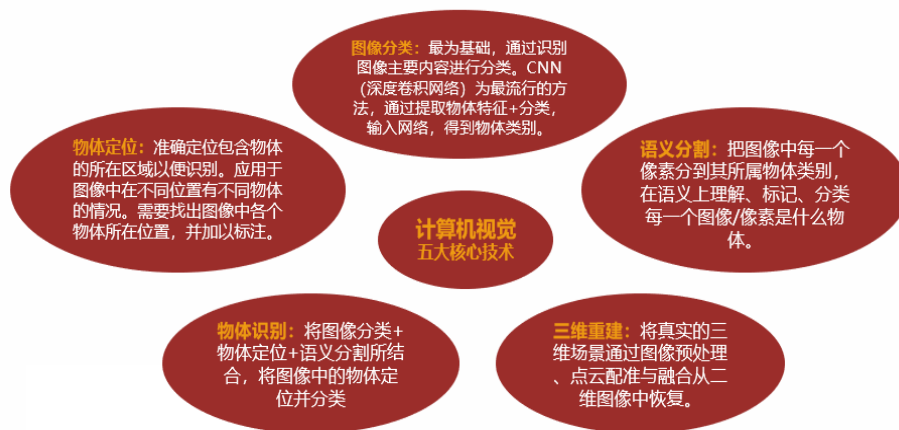 图像分类：最为基础，通过识别
图像主要内容进行分类。CNN
（深度卷积网络）为最流行的方
法，通过提取物体特征+分类，
输入网络，得到物体类别。
物体定位：准确定位包含物体
的所在区域以便识别。应用于
图像中在不同位置有不同物体
的情况。需要找出图像中各个
物体所在位置，并加以标注。
语义分割：把图像中每一个
像素分到其所属物体类别，
在语义上理解、标记、分类
每一个图像/像素是什么物
体。
计算机视觉
五大核心技术
物体识别：将图像分类+
物体定位+语义分割所结
合，将图像中的物体定
位并分类
三维重建：将真实的三
维场景通过图像预处理
、点云配准与融合从二
维图像中恢复。